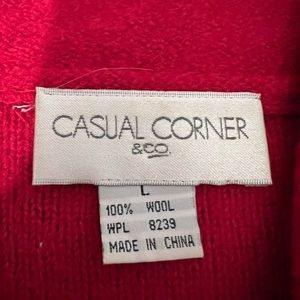 CASUAL CORNER
&CO.
L
100% WOOL
WPL 8239
MADE IN CHINA